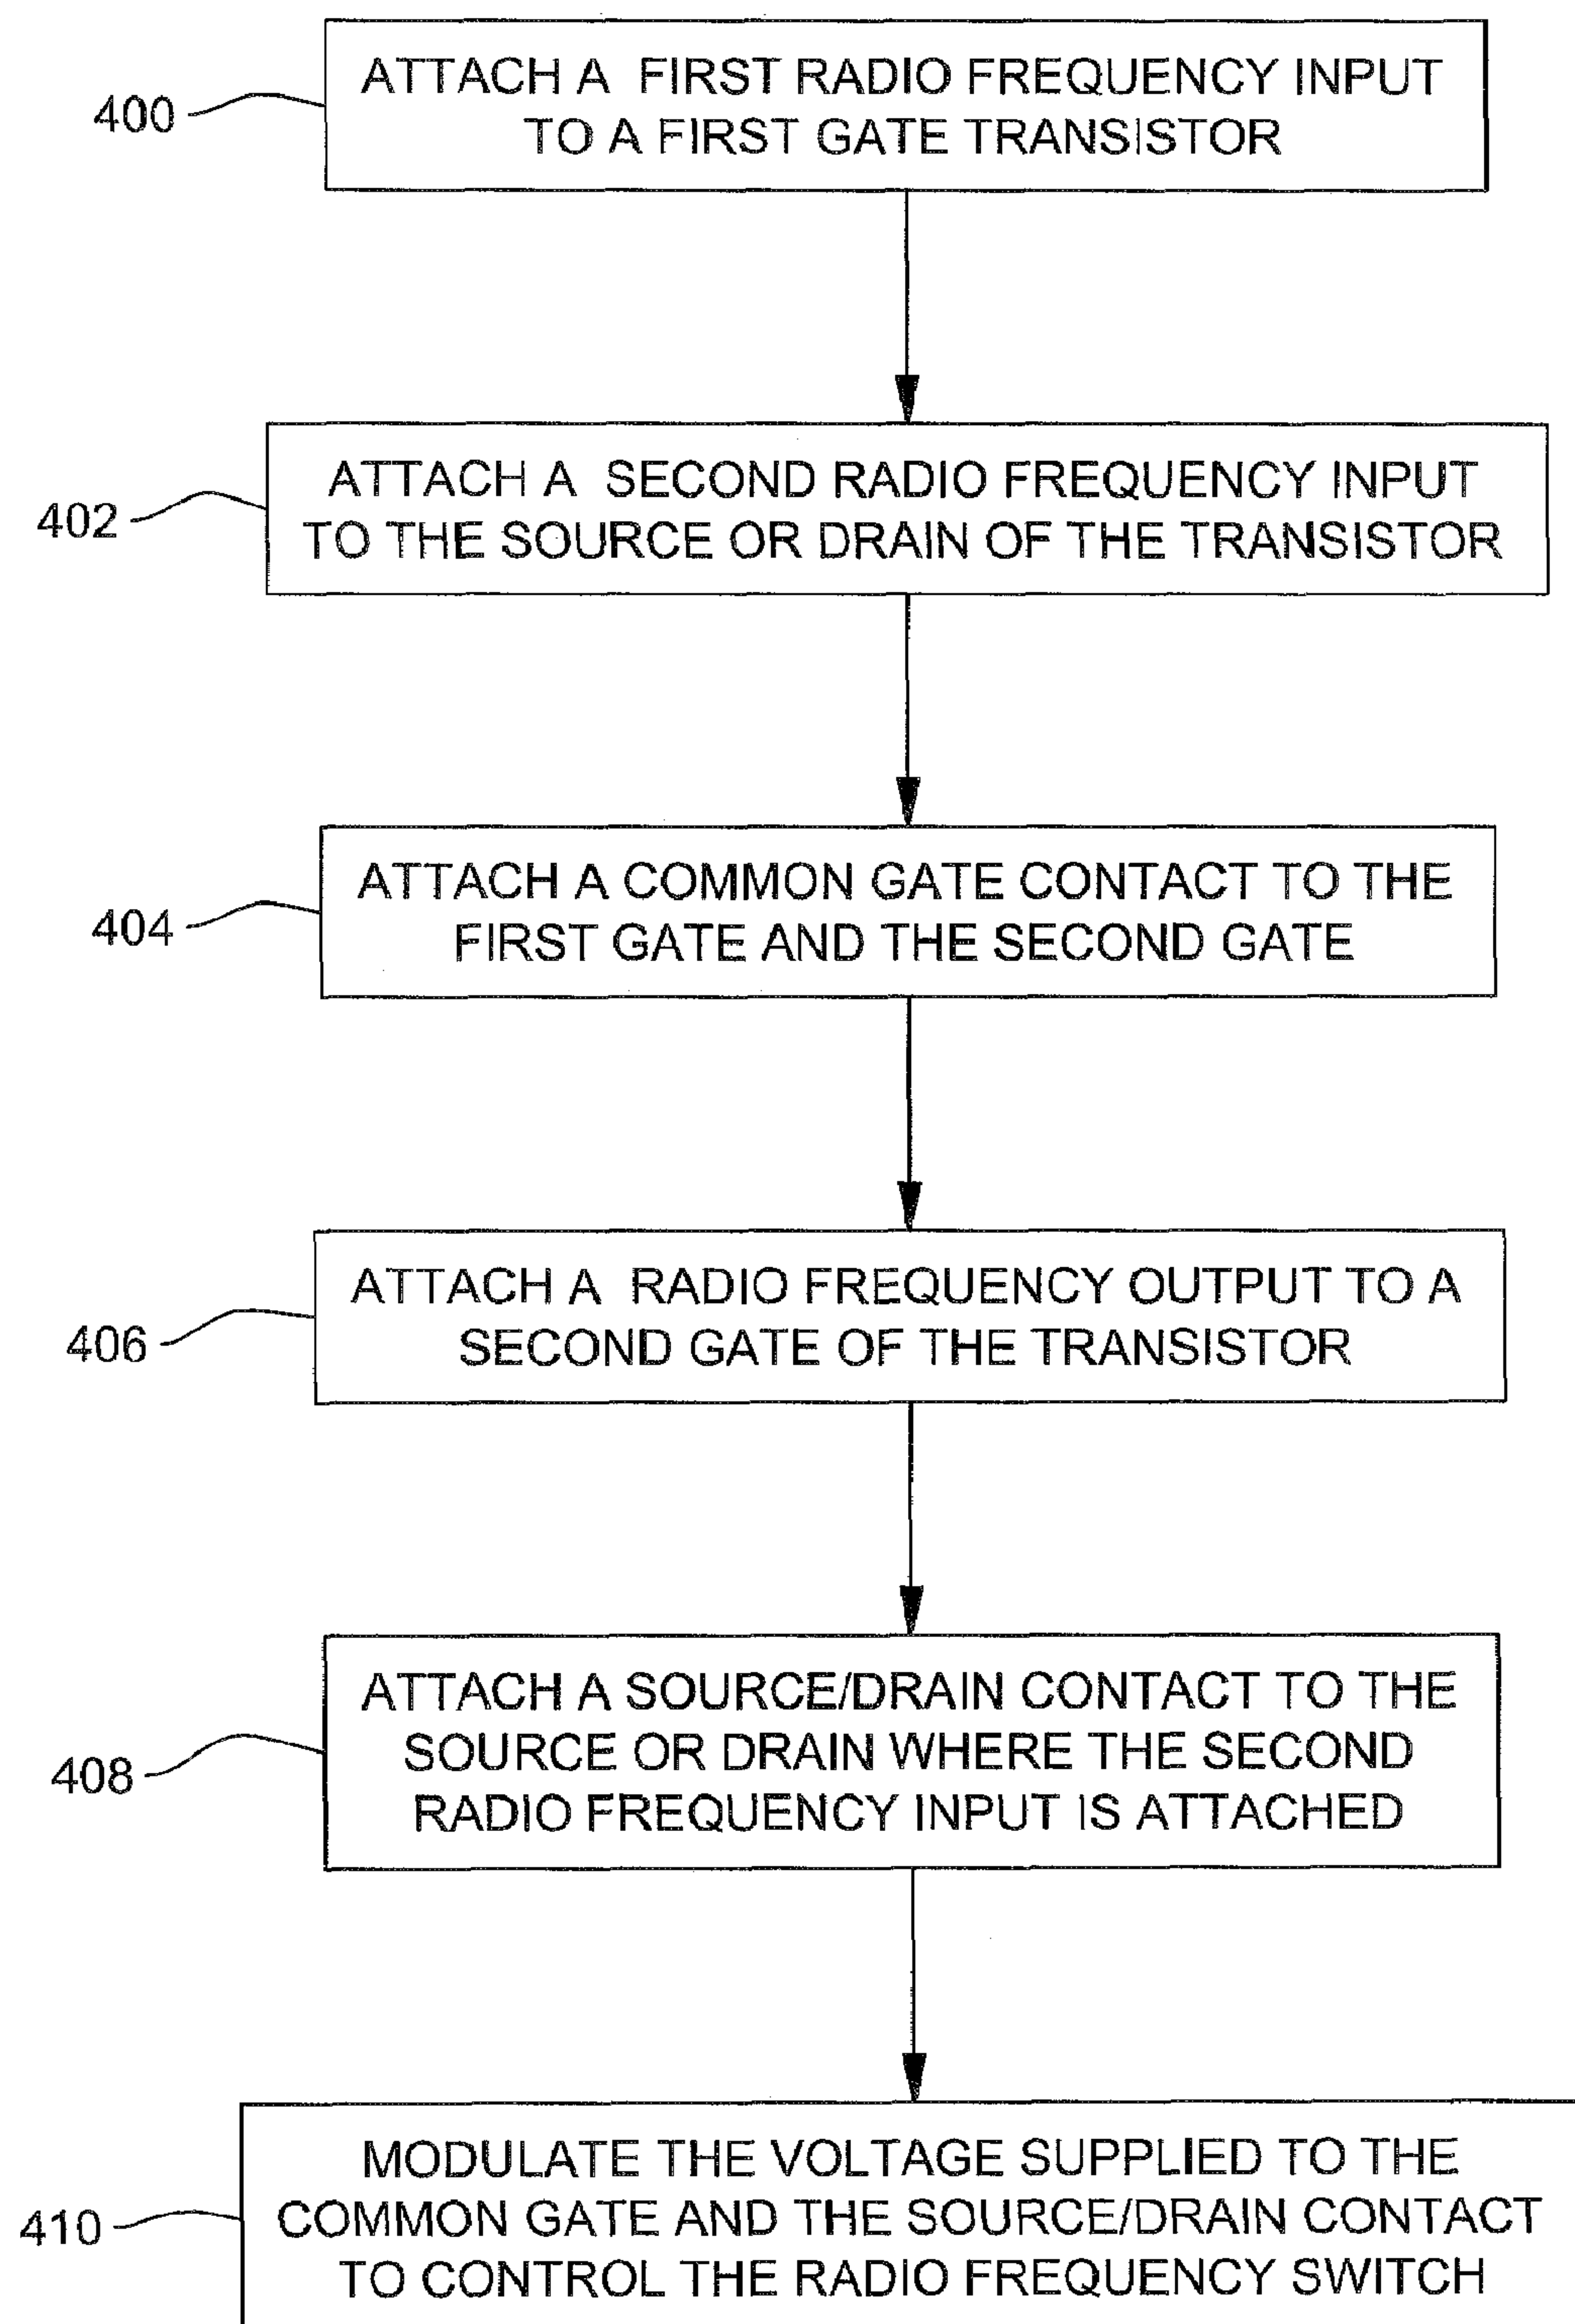 400
ATTACH A FIRST RADIO FREQUENCY INPUT
TO A FIRST GATE TRANSISTOR
402
ATTACH A SECOND RADIO FREQUENCY INPUT
TO THE SOURCE OR DRAIN OF THE TRANSISTOR
404
ATTACH A COMMON GATE CONTACT TO THE
FIRST GATE AND THE SECOND GATE
406
ATTACH A RADIO FREQUENCY OUTPUT TO A
SECOND GATE OF THE TRANSISTOR
408
ATTACH A SOURCE/DRAIN CONTACT TO THE
SOURCE OR DRAIN WHERE THE SECOND
RADIO FREQUENCY INPUT IS ATTACHED
410
MODULATE THE VOLTAGE SUPPLIED TO THE
COMMON GATE AND THE SOURCE/DRAIN CONTACT
TO CONTROL THE RADIO FREQUENCY SWITCH